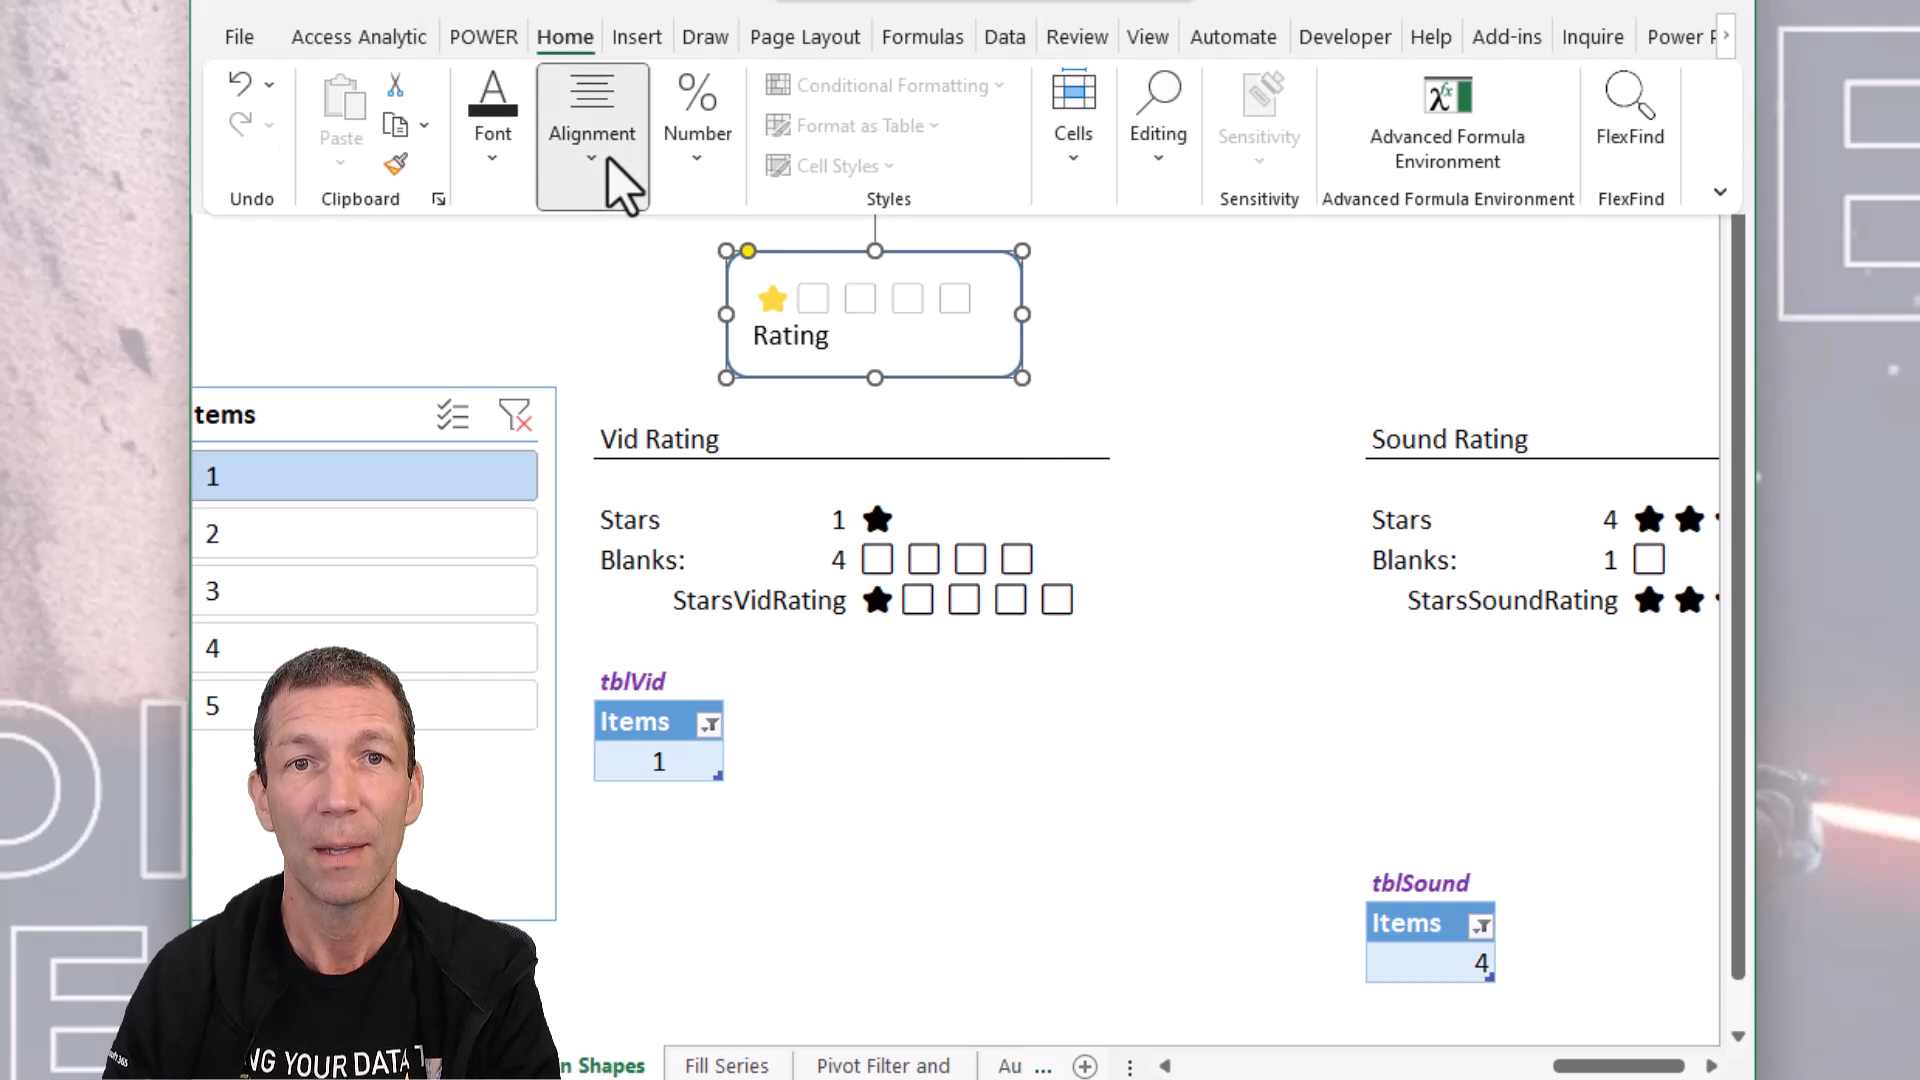 File Access Analytic POWER Home Insert Draw Page Layout Formulas Data Review View Automate Developer Help Add-ins Inquire Power
Paste Font Alignment Number Conditional Formatting Format as Table Cell Styles Cells Editing Sensitivity Advanced Formula Environment FlexFind
Undo Clipboard Styles Sensitivity Advanced Formula Environment FlexFind
Rating
tems
1
2
3
4
5
Vid Rating
Stars 1 ★
Blanks: 4 □ □ □ □
StarsVidRating ★ □ □ □ □
tblVid
Items
1
Sound Rating
Stars 4 ★ ★
Blanks: 1 □
StarsSoundRating ★ ★
tblSound
Items
4
NG YOUR DATA T
n Shapes Fill Series Pivot Filter and Au ...